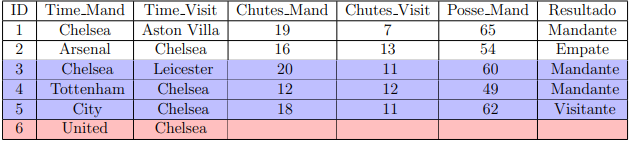 ID Time_Mand Time_Visit Chutes_Mand Chutes_Visit Posse_Mand Resultado
1 Chelsea Aston Villa 19 7 65 Mandante
2 Arsenal Chelsea 16 13 54 Empate
3 Chelsea Leicester 20 11 60 Mandante
4 Tottenham Chelsea 12 12 49 Mandante
5 City Chelsea 18 11 62 Visitante
6 United Chelsea